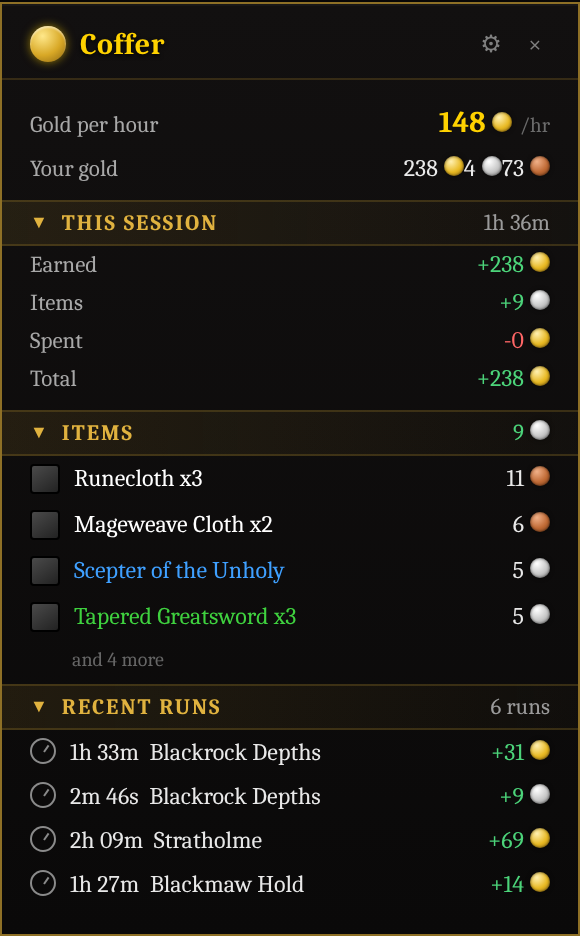 Coffer
Gold per hour 148 /hr
Your gold 238 4 73
▼ THIS SESSION 1h 36m
Earned +238
Items +9
Spent -0
Total +238
▼ ITEMS 9
Runecloth x3 11
Mageweave Cloth x2 6
Scepter of the Unholy 5
Tapered Greatsword x3 5
and 4 more
▼ RECENT RUNS 6 runs
1h 33m Blackrock Depths +31
2m 46s Blackrock Depths +9
2h 09m Stratholme +69
1h 27m Blackmaw Hold +14